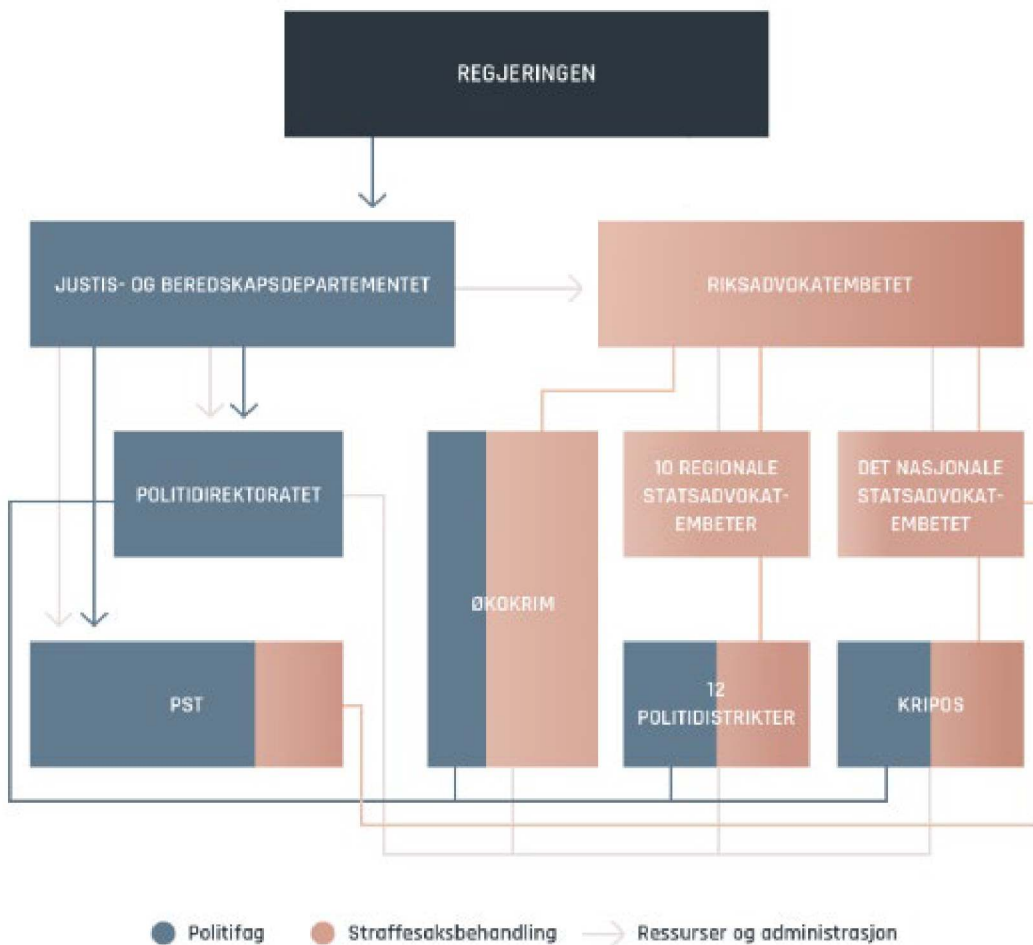 REGJERINGEN
JUSTIS- OG BEREDSKAPSDEPARTEMENTET
RIKSADVOKATEMBETET
POLITIDIREKTORATET
10 REGIONALE
STATSADVOKAT-
EMBETER
DET NASJONALE
STATSADVOKAT-
EMBETET
ØKOKRIM
PST
12
POLITIDISTRIKTER
KRIPOS
Politifag
Straffesaksbehandling
Ressurser og administrasjon